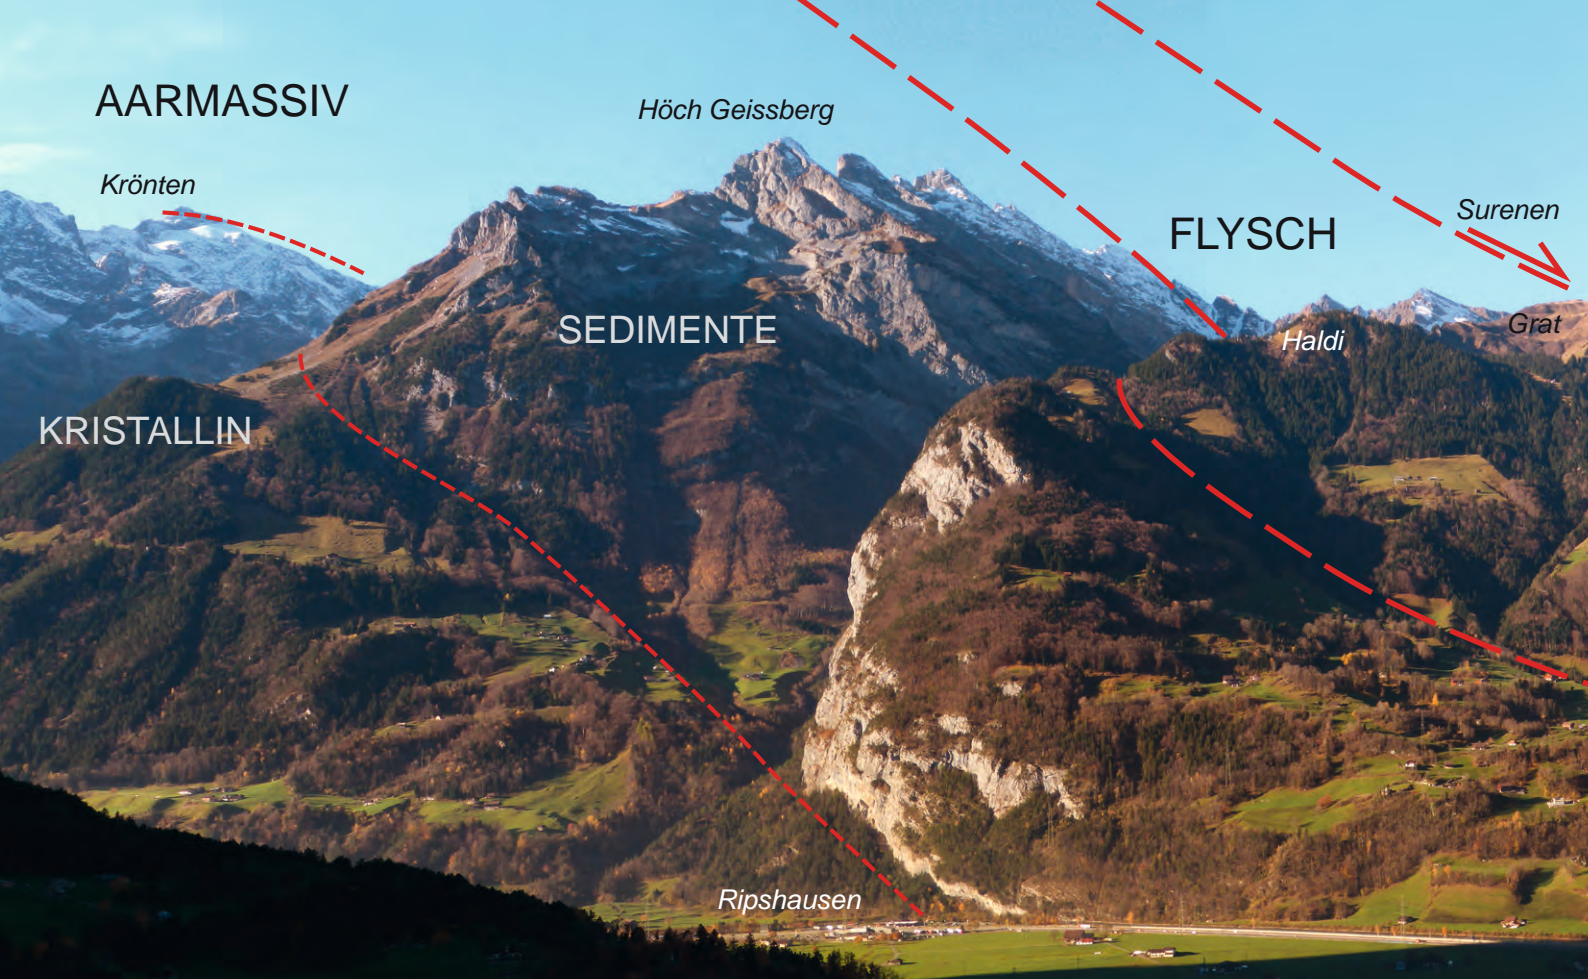 AARMASSIV
Höch Geissberg
Krönten
Surenen
FLYSCH
Grat
SEDIMENTE
Haldi
KRISTALLIN
Ripshausen